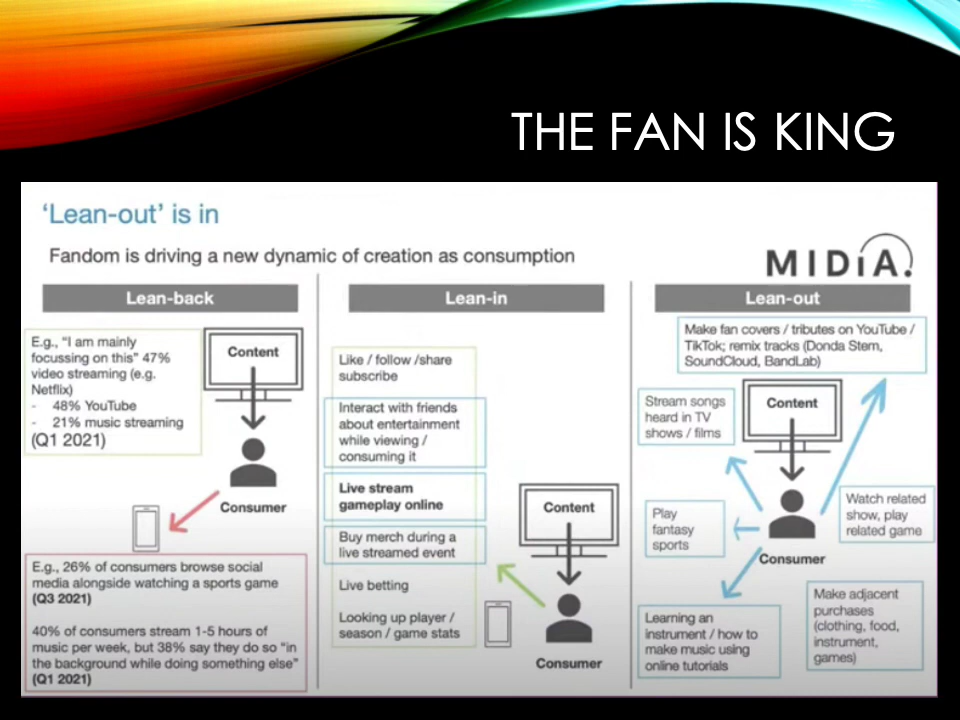 THE FAN IS KING
‘Lean-out’ is in
Fandom is driving a new dynamic of creation as consumption
MIDiA.
Lean-back
E.g., “I am mainly
focussing on this” 47%
video streaming (e.g.
Netflix)
- 48% YouTube
- 21% music streaming
(Q1 2021)
Content
Consumer
E.g., 26% of consumers browse social
media alongside watching a sports game
(Q3 2021)
40% of consumers stream 1-5 hours of
music per week, but 38% say they do so “in
the background while doing something else”
(Q1 2021)
Lean-in
Like / follow /share
subscribe
Interact with friends
about entertainment
while viewing /
consuming it
Live stream
gameplay online
Buy merch during a
live streamed event
Live betting
Looking up player /
season / game stats
Content
Consumer
Lean-out
Make fan covers / tributes on YouTube /
TikTok; remix tracks (Donda Stem,
SoundCloud, BandLab)
Stream songs
heard in TV
shows / films
Content
Play
fantasy
sports
Watch related
show, play
related game
Consumer
Learning an
instrument / how to
make music using
online tutorials
Make adjacent
purchases
(clothing, food,
instrument,
games)